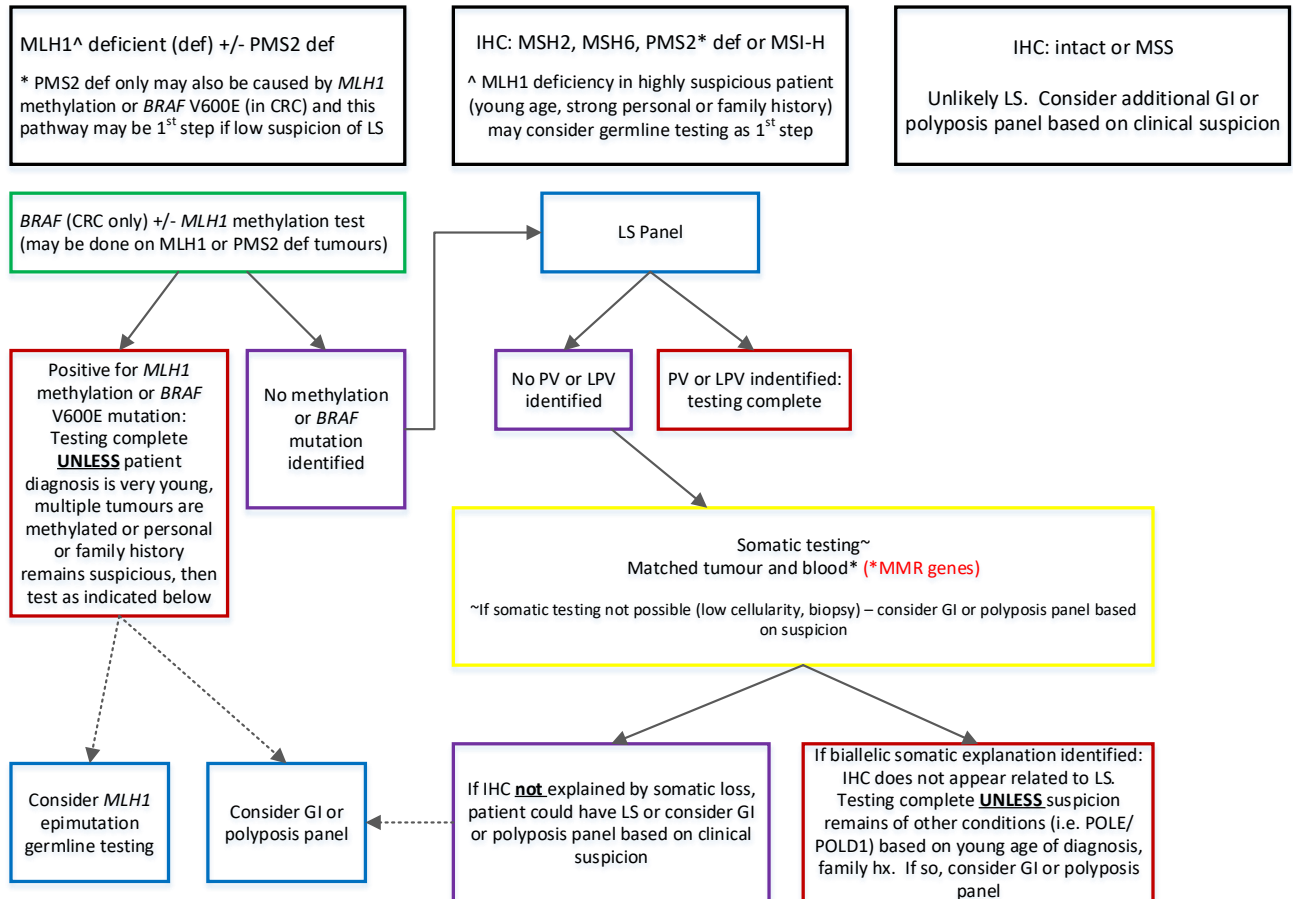 MLH1^ deficient (def) +/- PMS2 def
* PMS2 def only may also be caused by MLH1
methylation or BRAF V600E (in CRC) and this
pathway may be 1st step if low suspicion of LS
IHC: MSH2, MSH6, PMS2* def or MSI-H
^ MLH1 deficiency in highly suspicious patient
(young age, strong personal or family history)
may consider germline testing as 1st step
IHC: intact or MSS
Unlikely LS.  Consider additional GI or
polyposis panel based on clinical suspicion
BRAF (CRC only) +/- MLH1 methylation test
(may be done on MLH1 or PMS2 def tumours)
LS Panel
Positive for MLH1
methylation or BRAF
V600E mutation:
Testing complete
UNLESS patient
diagnosis is very young,
multiple tumours are
methylated or personal
or family history
remains suspicious, then
test as indicated below
No methylation
or BRAF
mutation
identified
No PV or LPV
identified
PV or LPV indentified:
testing complete
Somatic testing~
Matched tumour and blood* (*MMR genes)
~If somatic testing not possible (low cellularity, biopsy) – consider GI or polyposis panel based
on suspicion
Consider MLH1
epimutation
germline testing
Consider GI or
polyposis panel
If IHC not explained by somatic loss,
patient could have LS or consider GI
or polyposis panel based on clinical
suspicion
If biallelic somatic explanation identified:
IHC does not appear related to LS.
Testing complete UNLESS suspicion
remains of other conditions (i.e. POLE/
POLD1) based on young age of diagnosis,
family hx.  If so, consider GI or polyposis
panel